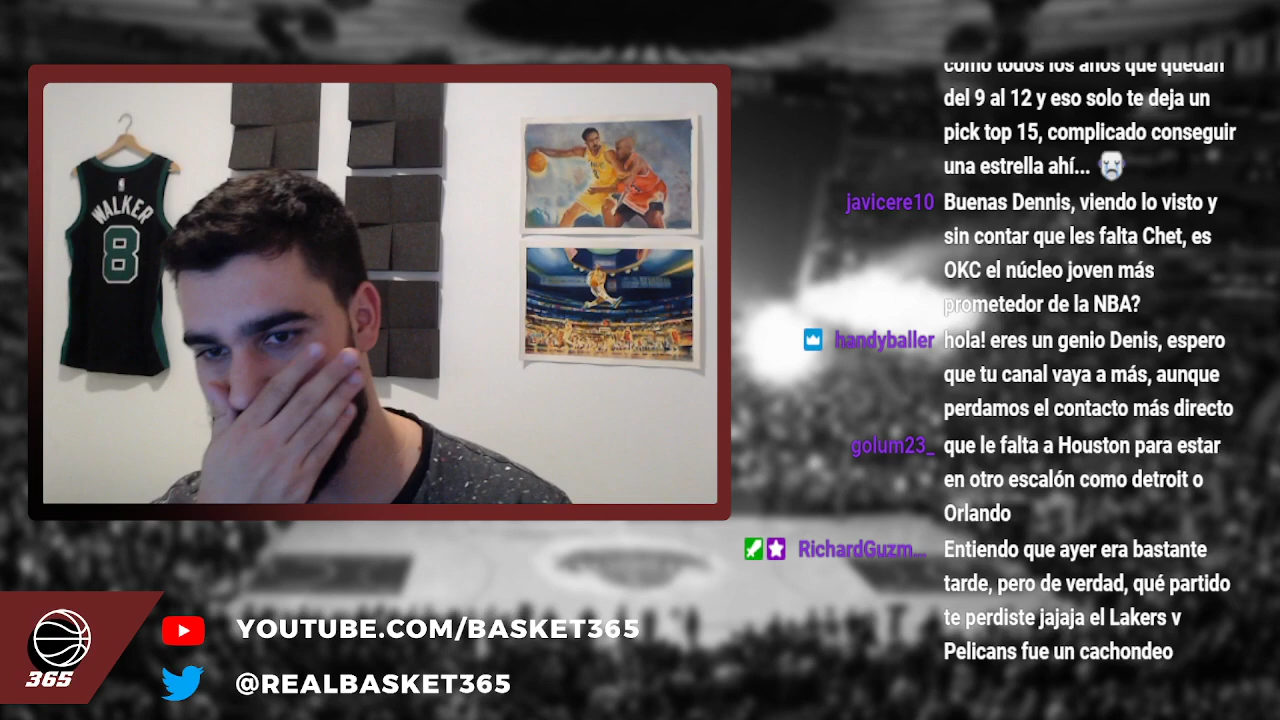 WALKER
8
como todos los años que quedan
del 9 al 12 y eso solo te deja un
pick top 15, complicado conseguir
una estrella ahí...
javicere10 Buenas Dennis, viendo lo visto y
sin contar que les falta Chet, es
OKC el núcleo joven más
prometedor de la NBA?
handyballer hola! eres un genio Denis, espero
que tu canal vaya a más, aunque
perdamos el contacto más directo
golum23_ que le falta a Houston para estar
en otro escalón como detroit o
Orlando
RichardGuzm... Entiendo que ayer era bastante
tarde, pero de verdad, qué partido
te perdiste jajaja el Lakers v
Pelicans fue un cachondeo
365
YOUTUBE.COM/BASKET365
@REALBASKET365